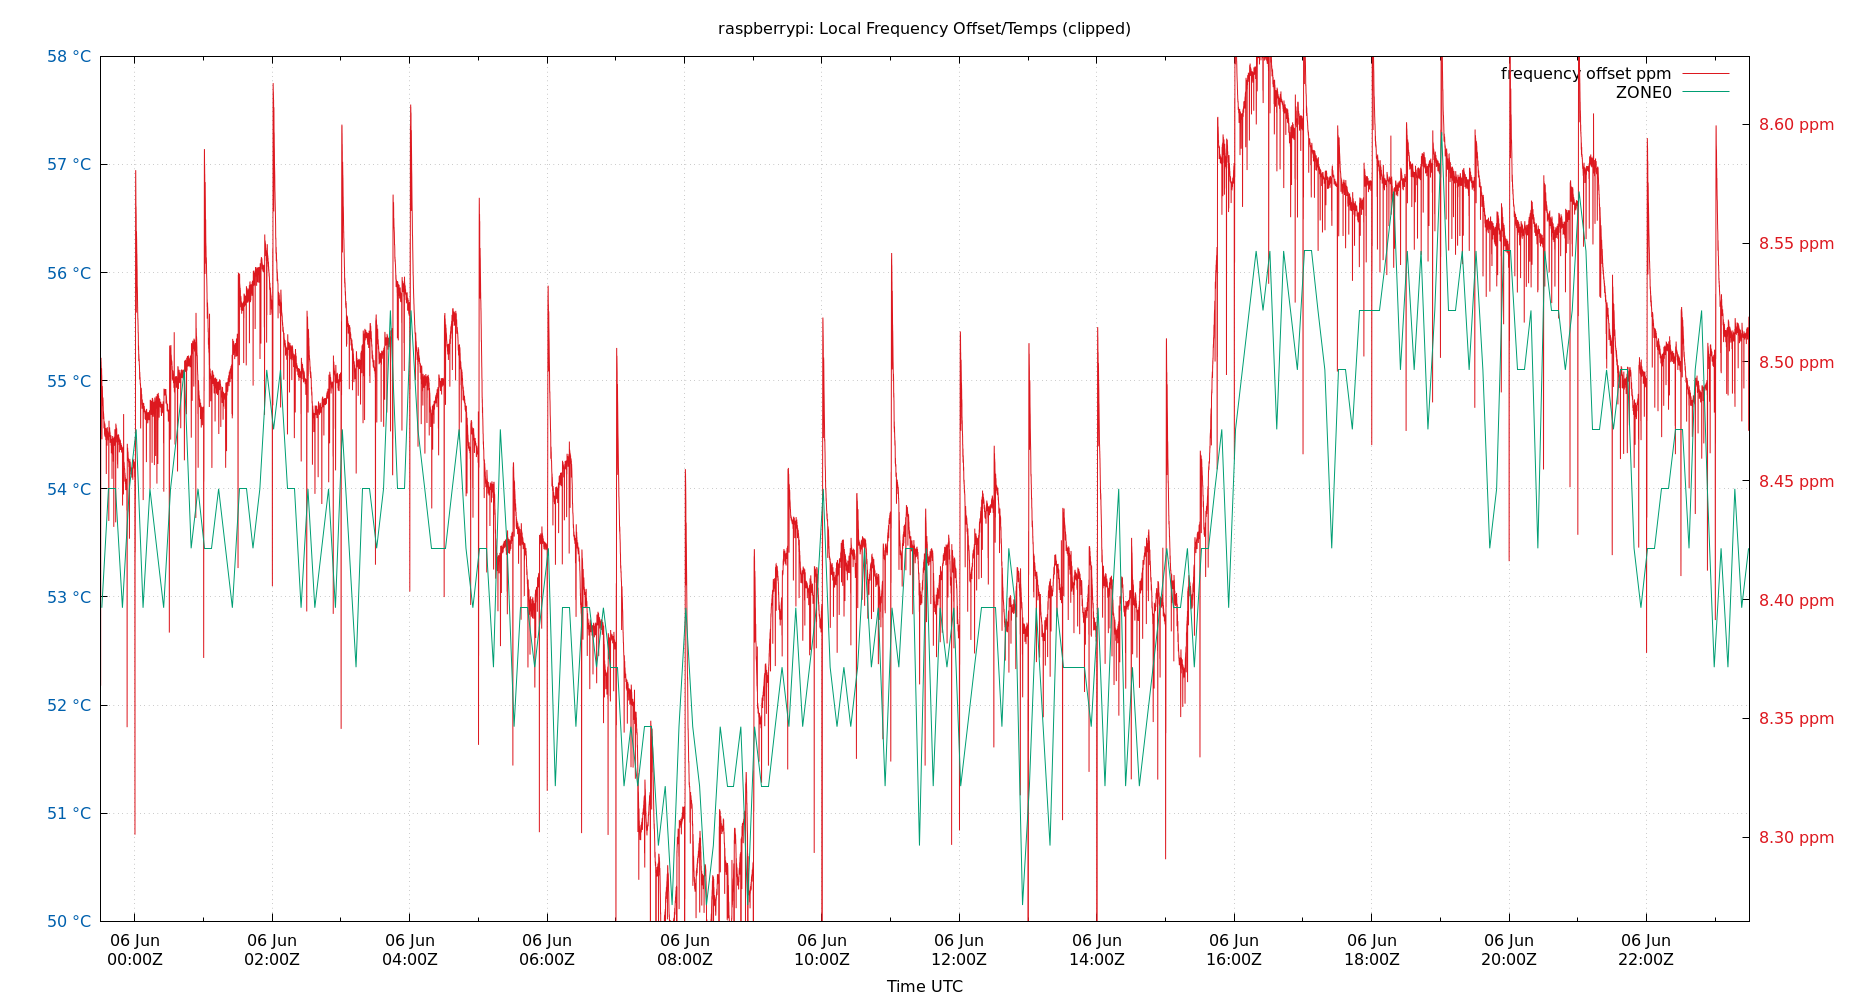 raspberrypi: Local Frequency Offset/Temps (clipped)
58 °C
57 °C
56 °C
55 °C
54 °C
53 °C
52 °C
51 °C
50 °C
frequency offset ppm
ZONE0
8.60 ppm
8.55 ppm
8.50 ppm
8.45 ppm
8.40 ppm
8.35 ppm
8.30 ppm
06 Jun 06 Jun 06 Jun 06 Jun 06 Jun 06 Jun 06 Jun 06 Jun 06 Jun 06 Jun 06 Jun 06 Jun
00:00Z 02:00Z 04:00Z 06:00Z 08:00Z 10:00Z 12:00Z 14:00Z 16:00Z 18:00Z 20:00Z 22:00Z
Time UTC